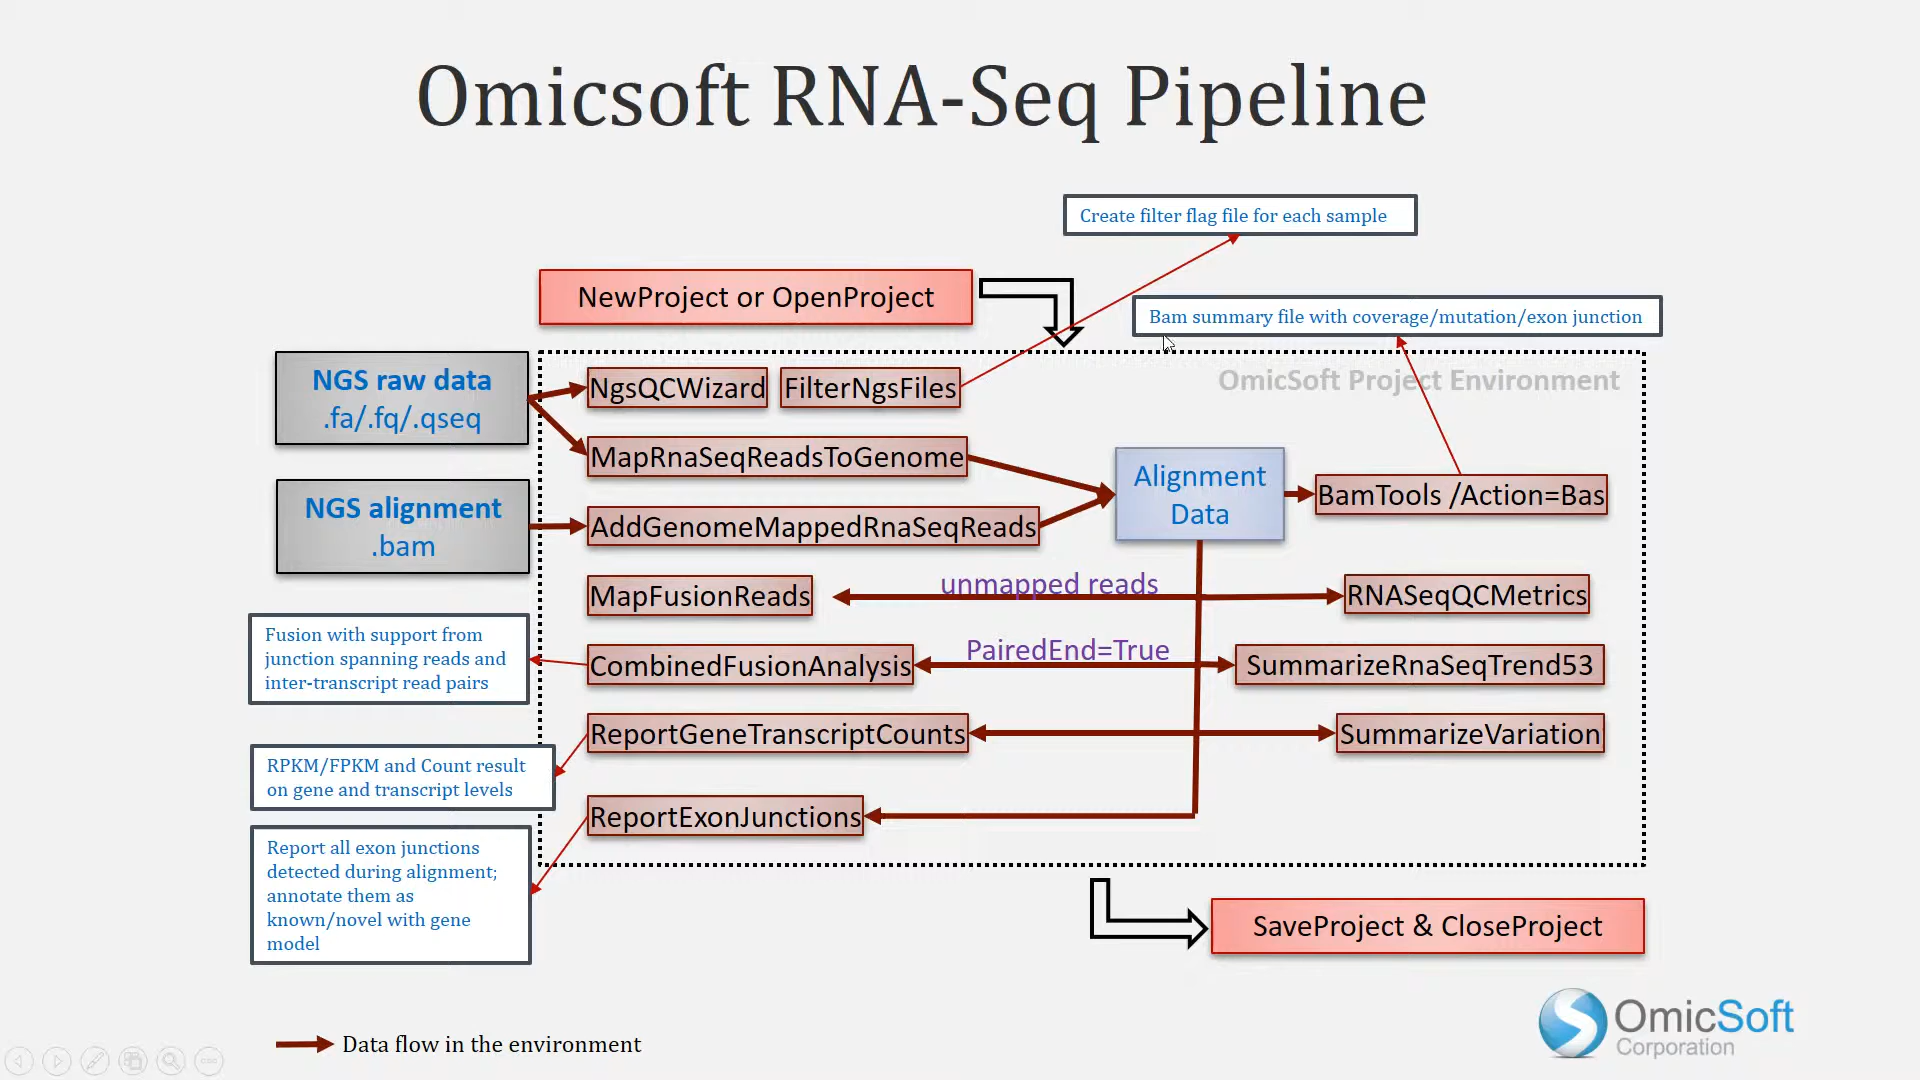 Omicsoft RNA-Seq Pipeline
Create filter flag file for each sample
NewProject or OpenProject
Bam summary file with coverage/mutation/exon junction
OmicSoft Project Environment
NGS raw data
.fa/.fq/.qseq
NgsQCWizard
FilterNgsFiles
MapRnaSeqReadsToGenome
Alignment
Data
BamTools /Action=Bas
NGS alignment
.bam
AddGenomeMappedRnaSeqReads
MapFusionReads
unmapped reads
RNASeqQCMetrics
Fusion with support from
junction spanning reads and
inter-transcript read pairs
CombinedFusionAnalysis
PairedEnd=True
SummarizeRnaSeqTrend53
ReportGeneTranscriptCounts
SummarizeVariation
RPKM/FPKM and Count result
on gene and transcript levels
ReportExonJunctions
Report all exon junctions
detected during alignment;
annotate them as
known/novel with gene
model
SaveProject & CloseProject
Data flow in the environment
OmicSoft
Corporation